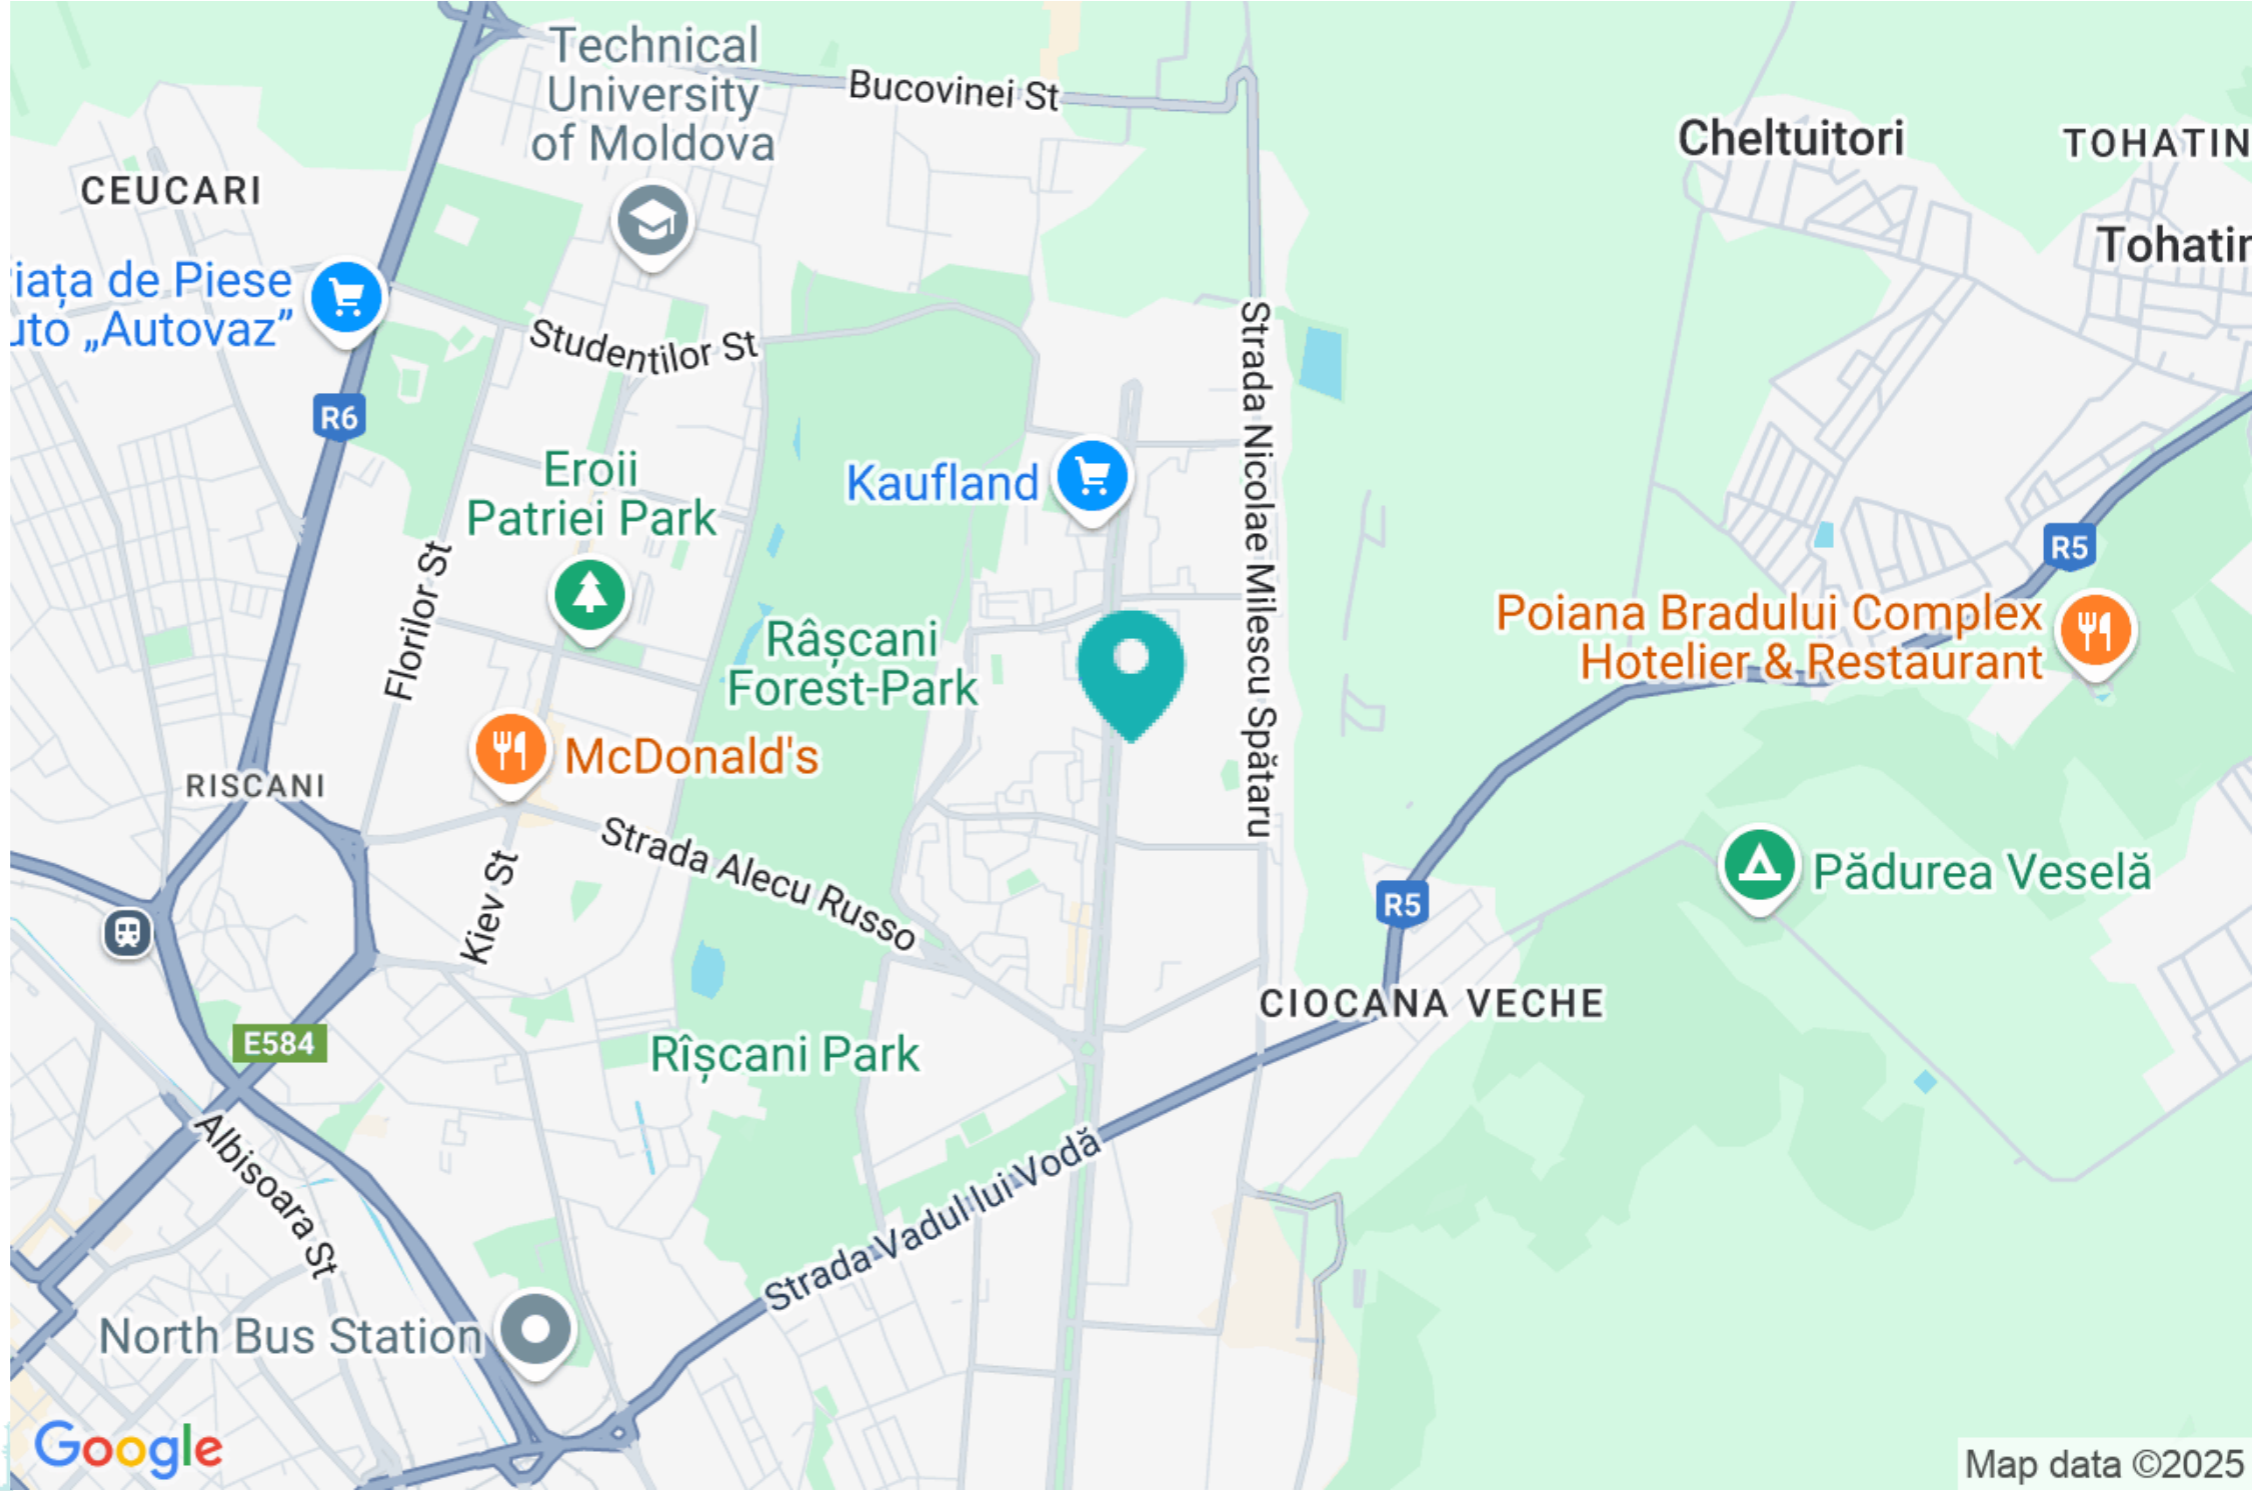 Technical
University
of Moldova
Bucovinei St
Cheltuitori
TOHATIN
CEUCARI
Tohatin
iața de Piese
uto „Autovaz”
Studentilor St
Strada Nicolae Milescu Spătaru
R6
Eroii
Patriei Park
Kaufland
R5
Florilor St
Râșcani
Forest-Park
Poiana Bradului Complex
Hotelier & Restaurant
McDonald's
RISCANI
Strada Alecu Russo
Kiev St
Pădurea Veselă
R5
CIOCANA VECHE
E584
Rîșcani Park
Albisoara St
Strada Vadul lui Vodă
North Bus Station
Google
Map data ©2025